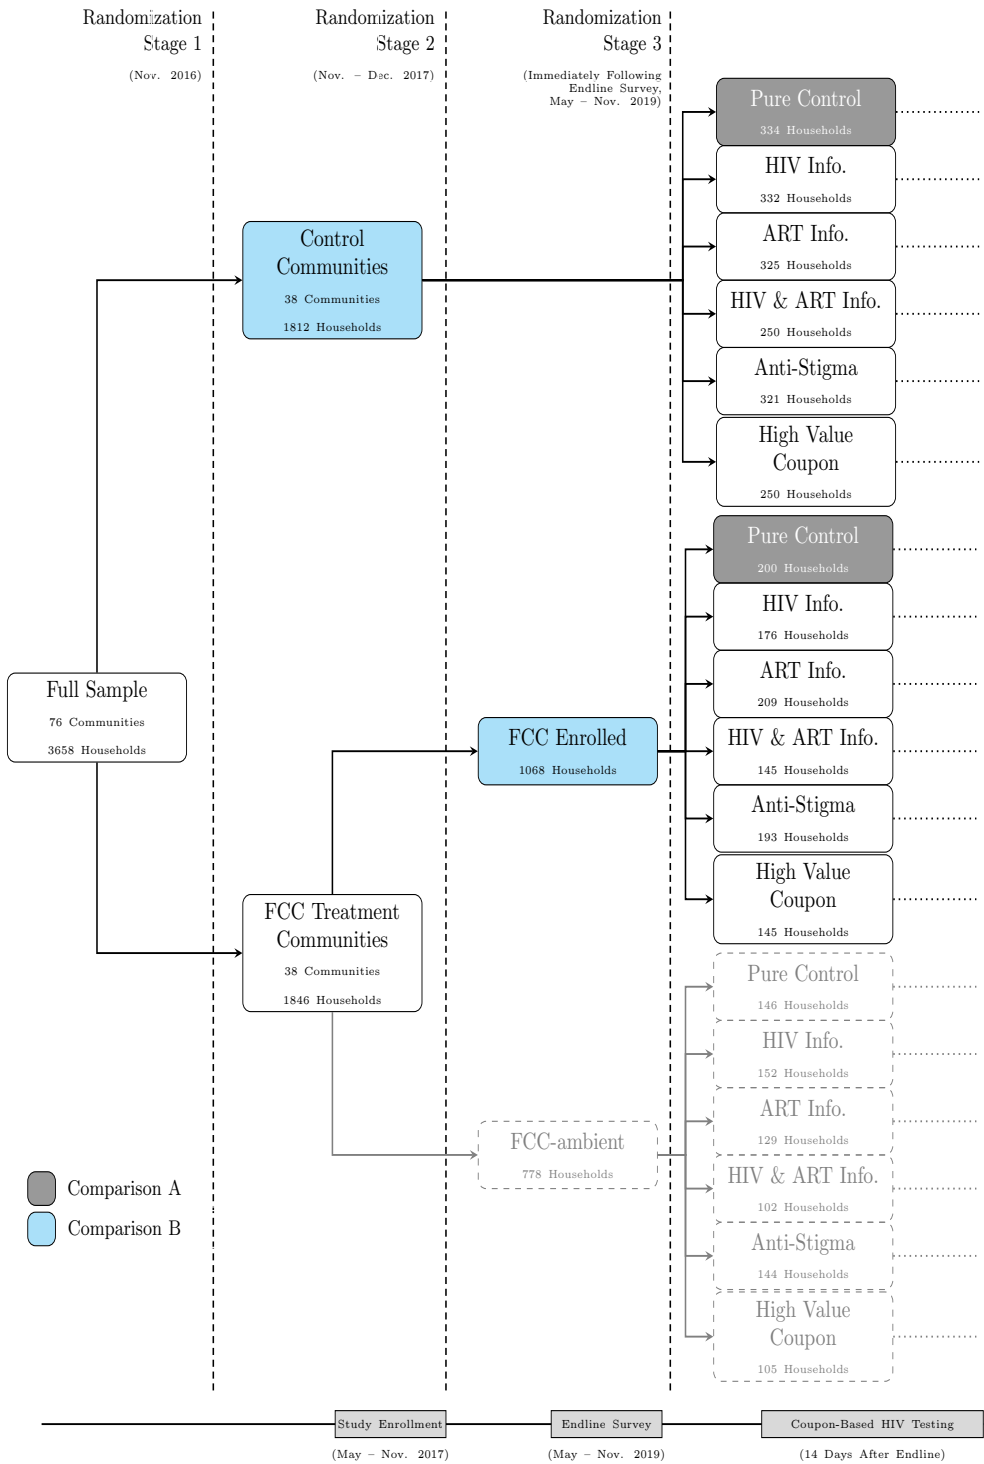 Randomization
Stage 1
(Nov. 2016)
Randomization
Stage 2
(Nov. – Dec. 2017)
Randomization
Stage 3
(Immediately Following
Endline Survey,
May – Nov. 2019)
Full Sample
76 Communities
3658 Households
Control
Communities
38 Communities
1812 Households
FCC Treatment
Communities
38 Communities
1846 Households
FCC Enrolled
1068 Households
FCC-ambient
778 Households
Pure Control
334 Households
HIV Info.
332 Households
ART Info.
325 Households
HIV & ART Info.
250 Households
Anti-Stigma
321 Households
High Value
Coupon
250 Households
Pure Control
200 Households
HIV Info.
176 Households
ART Info.
209 Households
HIV & ART Info.
145 Households
Anti-Stigma
193 Households
High Value
Coupon
145 Households
Pure Control
146 Households
HIV Info.
152 Households
ART Info.
129 Households
HIV & ART Info.
102 Households
Anti-Stigma
144 Households
High Value
Coupon
105 Households
Comparison A
Comparison B
Study Enrollment
(May – Nov. 2017)
Endline Survey
(May – Nov. 2019)
Coupon-Based HIV Testing
(14 Days After Endline)